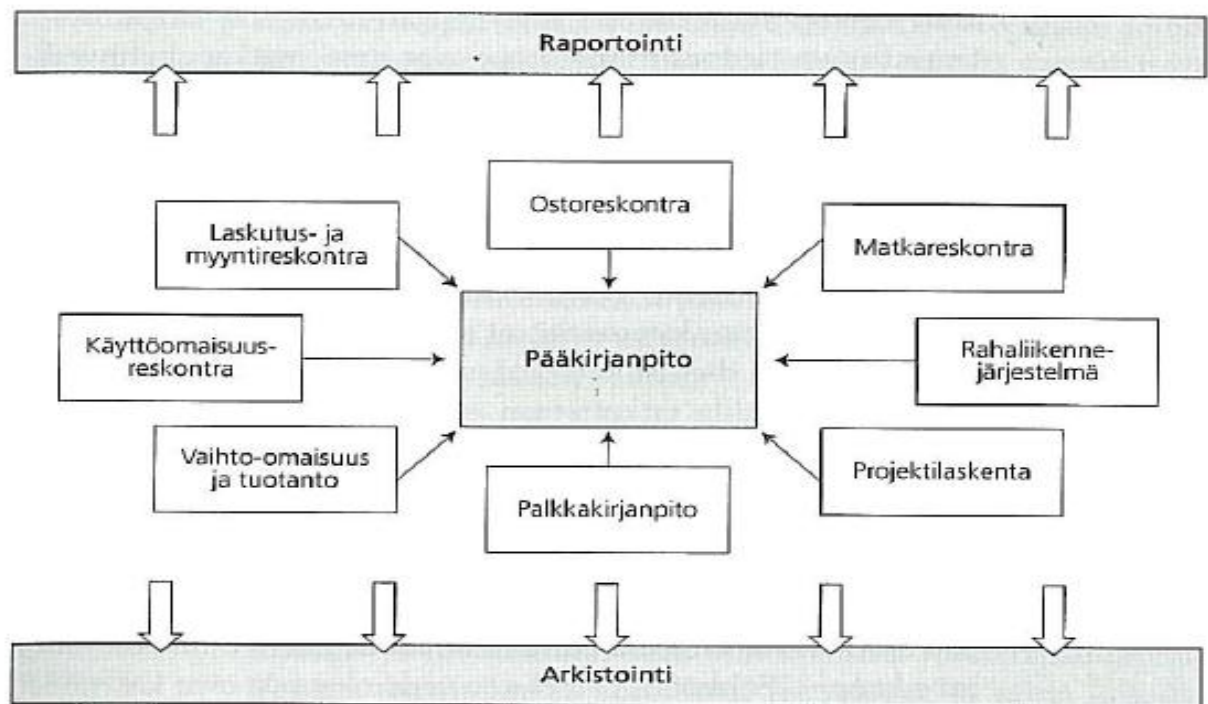 Raportointi
Ostoreskontra
Laskutus- ja
myyntireskontra
Matkareskontra
Käyttöomaisuus-
reskontra
Pääkirjanpito
Rahaliikenne-
järjestelmä
Vaihto-omaisuus
ja tuotanto
Palkkakirjanpito
Projektilaskenta
Arkistointi